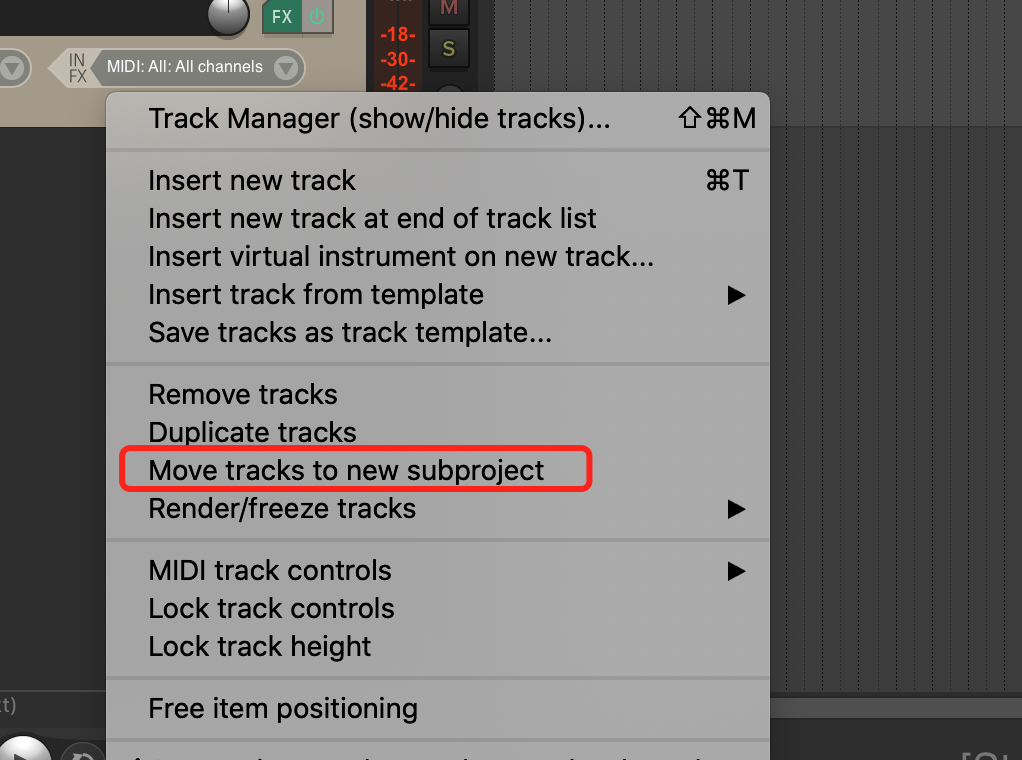 M
FX
-18-
S
-30-
-42-
IN
FX
MIDI: All: All channels
Track Manager (show/hide tracks)... ⇧⌘M
Insert new track ⌘T
Insert new track at end of track list
Insert virtual instrument on new track...
Insert track from template
Save tracks as track template...
Remove tracks
Duplicate tracks
Move tracks to new subproject
Render/freeze tracks
MIDI track controls
Lock track controls
Lock track height
Free item positioning